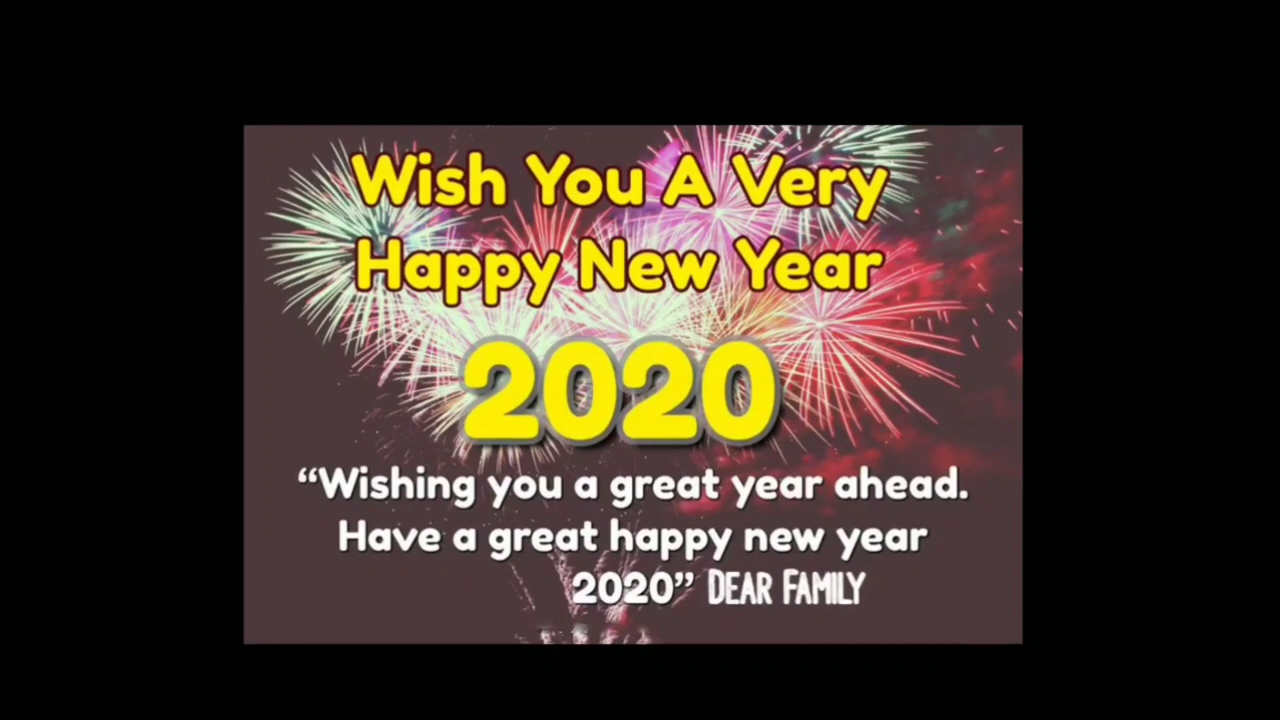 Wish You A Very
Happy New Year
2020
“Wishing you a great year ahead.
Have a great happy new year
2020” DEAR FAMILY